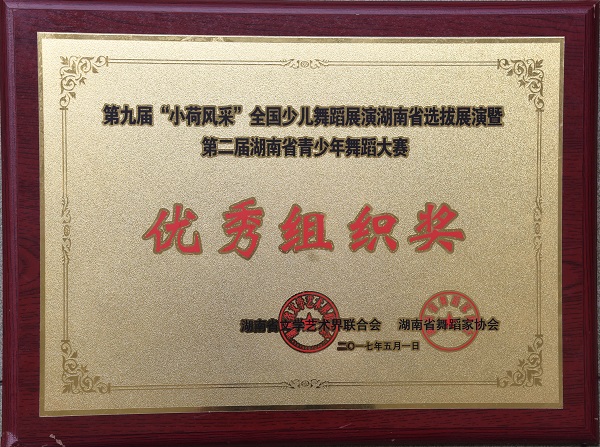 第九届“小荷风采”全国少儿舞蹈展演湖南省选拔展演暨
第二届湖南省青少年舞蹈大赛
优秀组织奖
湖南省文学艺术界联合会 湖南省舞蹈家协会
二〇一七年五月一日